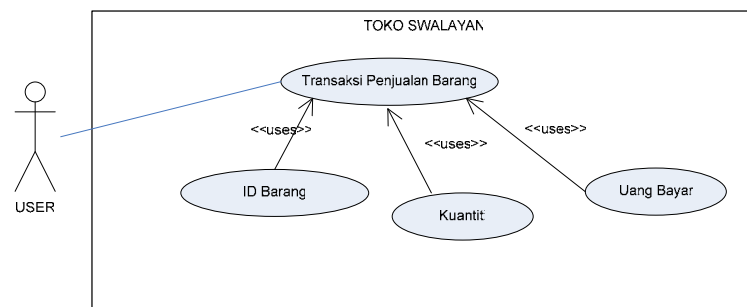 TOKO SWALAYAN
Transaksi Penjualan Barang
<<uses>>
<<uses>>
<<uses>>
ID Barang
Kuantit
Uang Bayar
USER